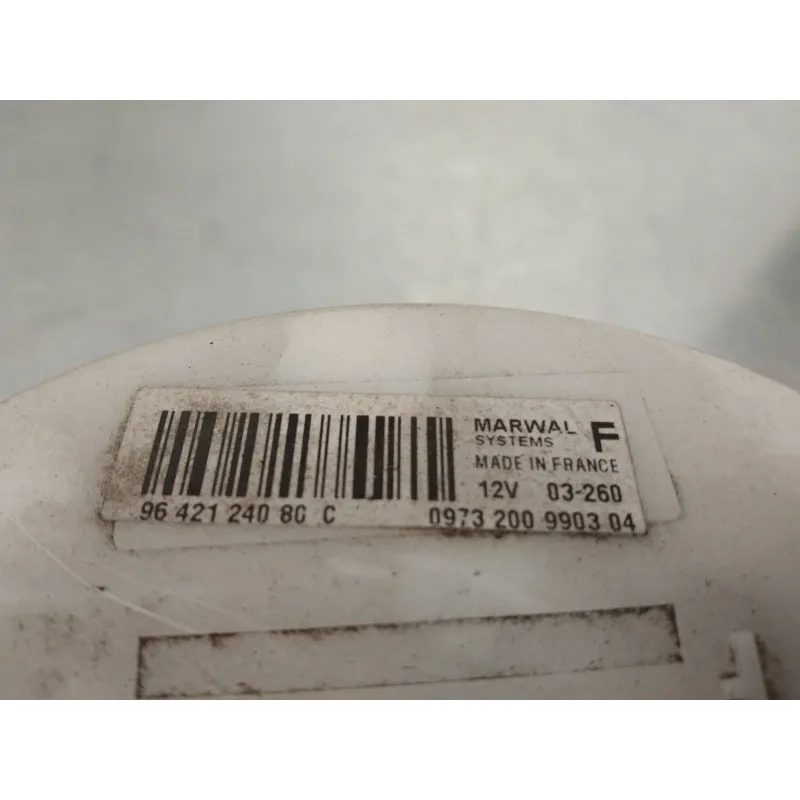 MARWAL F
SYSTEMS
MADE IN FRANCE
12V 03-260
96 421 240 80 C 0973 200 9903 04